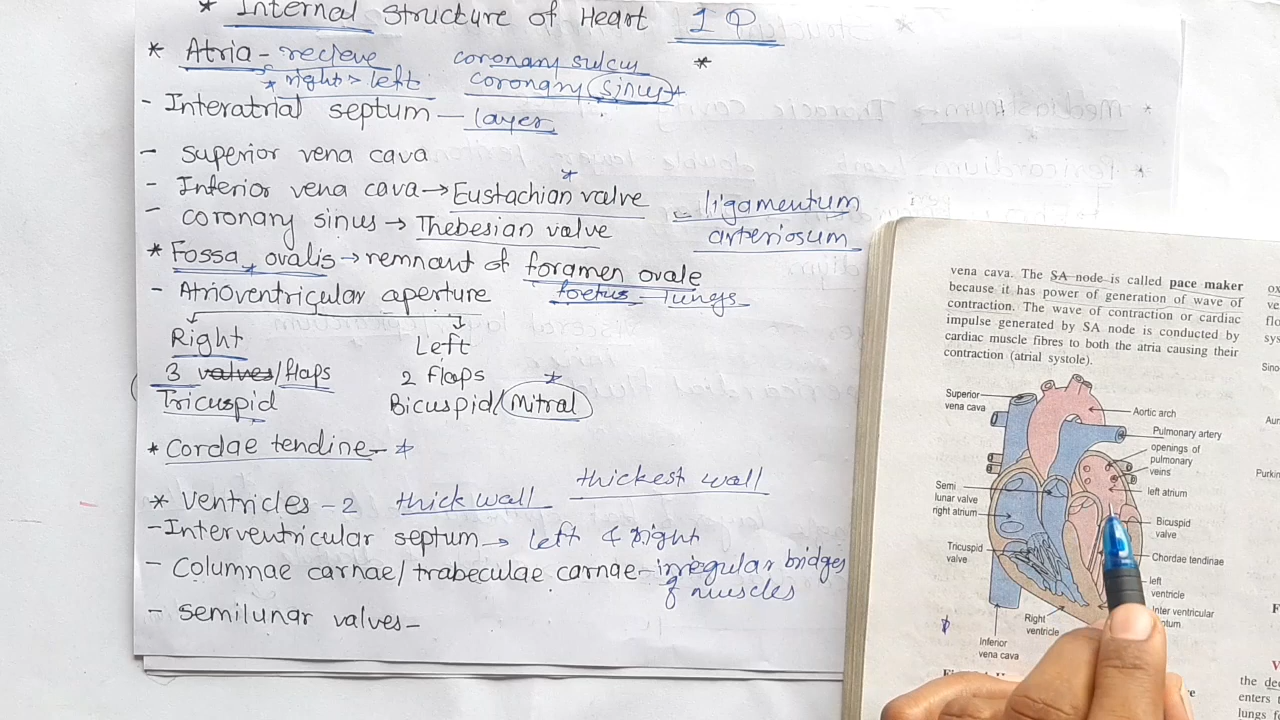 * Internal structure of Heart 1 Q
* Atria - recieve
* right > left
coronary sulcus *
coronary sinus *
- Interatrial septum - layer
- superior vena cava
- Inferior vena cava → Eustachian valve *
- coronary sinus → Thebesian valve
- ligamentum
arteriosum
* Fossa ovalis → remnant of foramen ovale
foetus - lungs
- Atrioventricular aperture
Right Left
3 valves/flaps 2 flaps *
Tricuspid Bicuspid/Mitral
* Cordae tendine - *
* ventricles - 2 thick wall thickest wall
- Interventricular septum → left & right
- Columnae carnae/trabeculae carnae - irregular bridges
of muscles
- semilunar valves -
vena cava. The SA node is called pace maker
because it has power of generation of wave of
contraction. The wave of contraction or cardiac
impulse generated by SA node is conducted by
cardiac muscle fibres to both the atria causing their
contraction (atrial systole).
Superior
vena cava
Aortic arch
Pulmonary artery
openings of
pulmonary
veins
left atrium
Semi
lunar valve
right atrium
Bicuspid
valve
Tricuspid
valve
Chordae tendinae
left
ventricle
Inter ventricular
Right
ventricle
Inferior
vena cava
the
enters
lungs